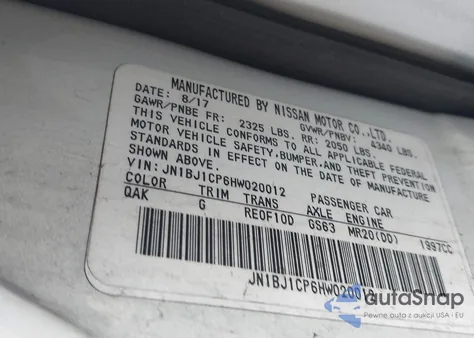 MANUFACTURED BY NISSAN MOTOR CO.,LTD.
DATE: 8/17 GVWR/PNBV: 4340 LBS.
GAWR/PNBE FR: 2325 LBS. RR: 2050 LBS
THIS VEHICLE CONFORMS TO ALL APPLICABLE FEDERAL
MOTOR VEHICLE SAFETY,BUMPER,AND THEFT PREVENTION
STANDARDS IN EFFECT ON THE DATE OF
MANUFACTURE SHOWN ABOVE.
VIN: JN1BJ1CP6HW020012 PASSENGER CAR
COLOR TRIM TRANS AXLE ENGINE
QAK G RE0F10D GS63 MR20(DD) 1997CC
JN1BJ1CP6HW020012
AutaSnap
Pewne auta z aukcji USA - EU